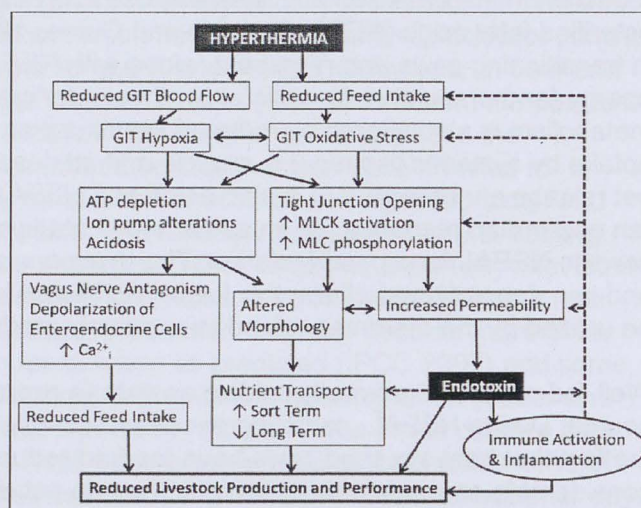 HYPERTHERMIA
Reduced GIT Blood Flow
Reduced Feed Intake
GIT Hypoxia
GIT Oxidative Stress
ATP depletion
Ion pump alterations
Acidosis
Tight Junction Opening
↑ MLCK activation
↑ MLC phosphorylation
Vagus Nerve Antagonism
Depolarization of
Enteroendocrine Cells
↑ Ca²⁺ᵢ
Altered
Morphology
Increased Permeability
Reduced Feed Intake
Nutrient Transport
↑ Sort Term
↓ Long Term
Endotoxin
Immune Activation
& Inflammation
Reduced Livestock Production and Performance